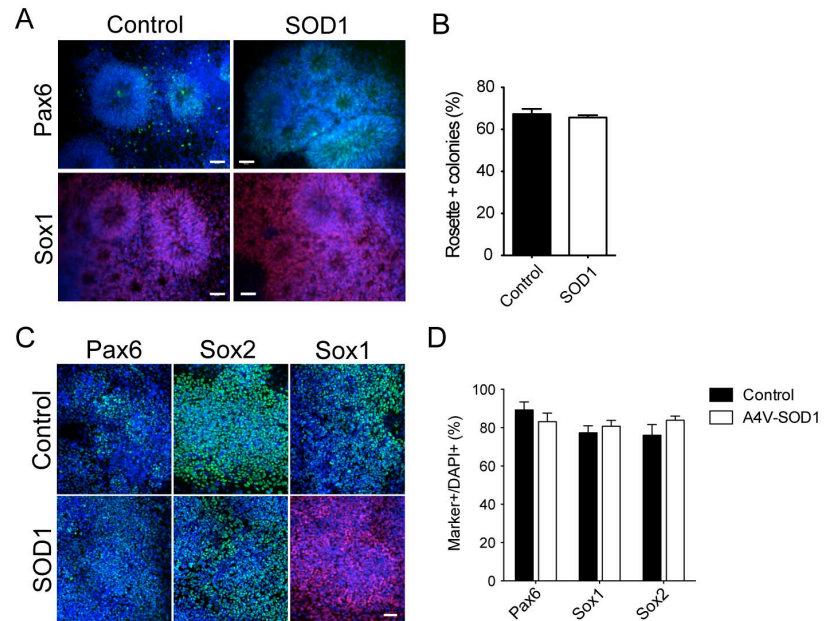 A
Control
SOD1
Pax6
Sox1
B
Rosette + colonies (%)
80
60
40
20
0
Control
SOD1
C
Pax6
Sox2
Sox1
Control
SOD1
D
Marker+/DAPI+ (%)
100
80
60
40
20
0
Pax6
Sox1
Sox2
Control
A4V-SOD1